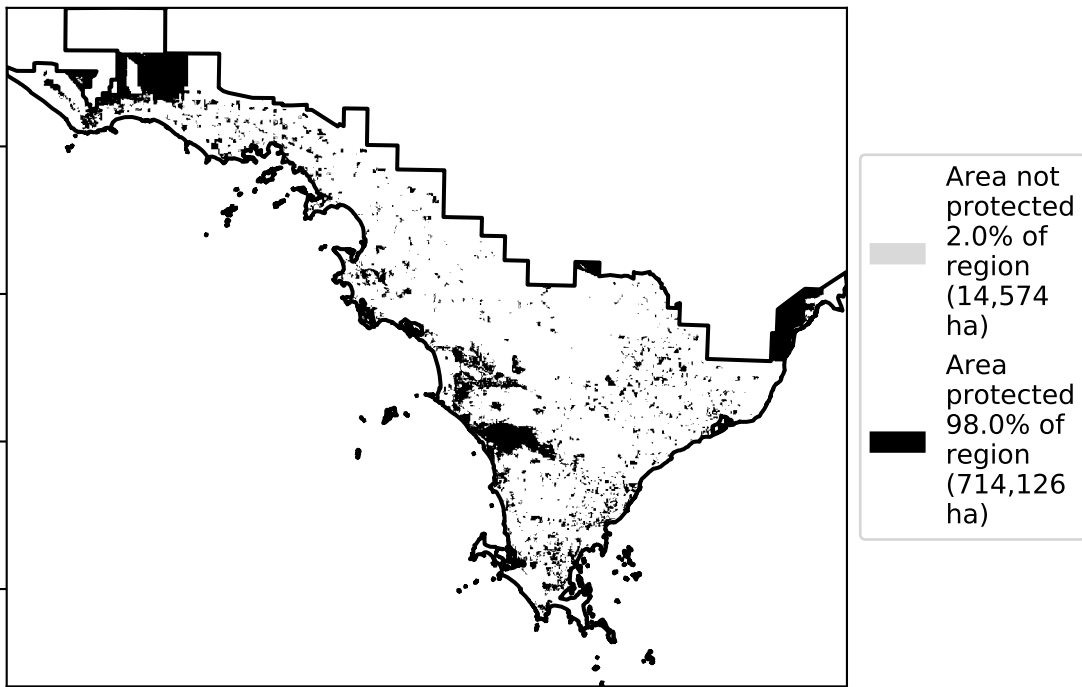 Area not
protected
2.0% of
region
(14,574
ha)
Area
protected
98.0% of
region
(714,126
ha)